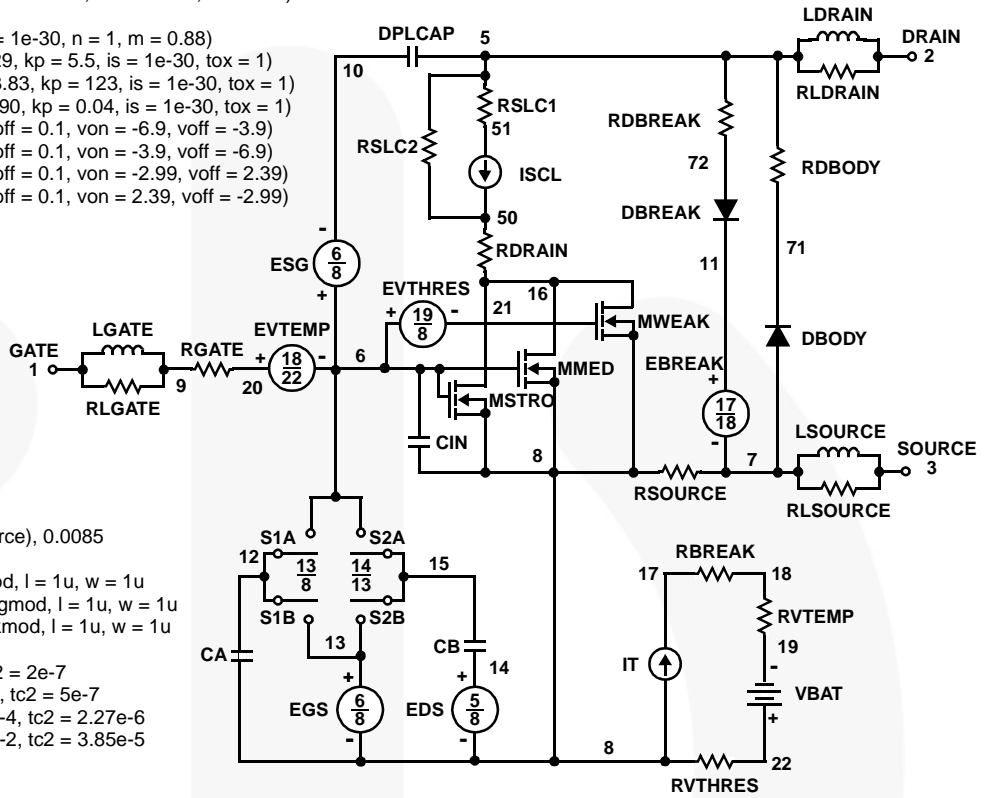 = 1e-30, n = 1, m = 0.88)
29, kp = 5.5, is = 1e-30, tox = 1)
3.83, kp = 123, is = 1e-30, tox = 1)
90, kp = 0.04, is = 1e-30, tox = 1)
off = 0.1, von = -6.9, voff = -3.9)
off = 0.1, von = -3.9, voff = -6.9)
off = 0.1, von = -2.99, voff = 2.39)
off = 0.1, von = 2.39, voff = -2.99)
LDRAIN
DPLCAP
5
DRAIN
2
10
RLDRAIN
RSLC1
51
RDBREAK
RSLC2
72
RDBODY
ISCL
DBREAK
50
-
RDRAIN
71
ESG
6
8
11
+
EVTHRES
16
21
+
19
8
-
MWEAK
LGATE
EVTEMP
DBODY
GATE
1
RGATE
+
18
22
-
6
MMED
EBREAK
+
9
20
MSTRO
17
18
RLGATE
CIN
-
LSOURCE
8
7
SOURCE
3
RSOURCE
RLSOURCE
rce), 0.0085
S1A
S2A
12
13
8
14
13
15
RBREAK
od, l = 1u, w = 1u
17
18
gmod, l = 1u, w = 1u
S1B
S2B
RVTEMP
kmod, l = 1u, w = 1u
13
CB
19
CA
14
IT
-
2 = 2e-7
+
+
VBAT
, tc2 = 5e-7
EGS
6
8
EDS
5
8
+
-4, tc2 = 2.27e-6
-2, tc2 = 3.85e-5
-
-
8
22
RVTHRES